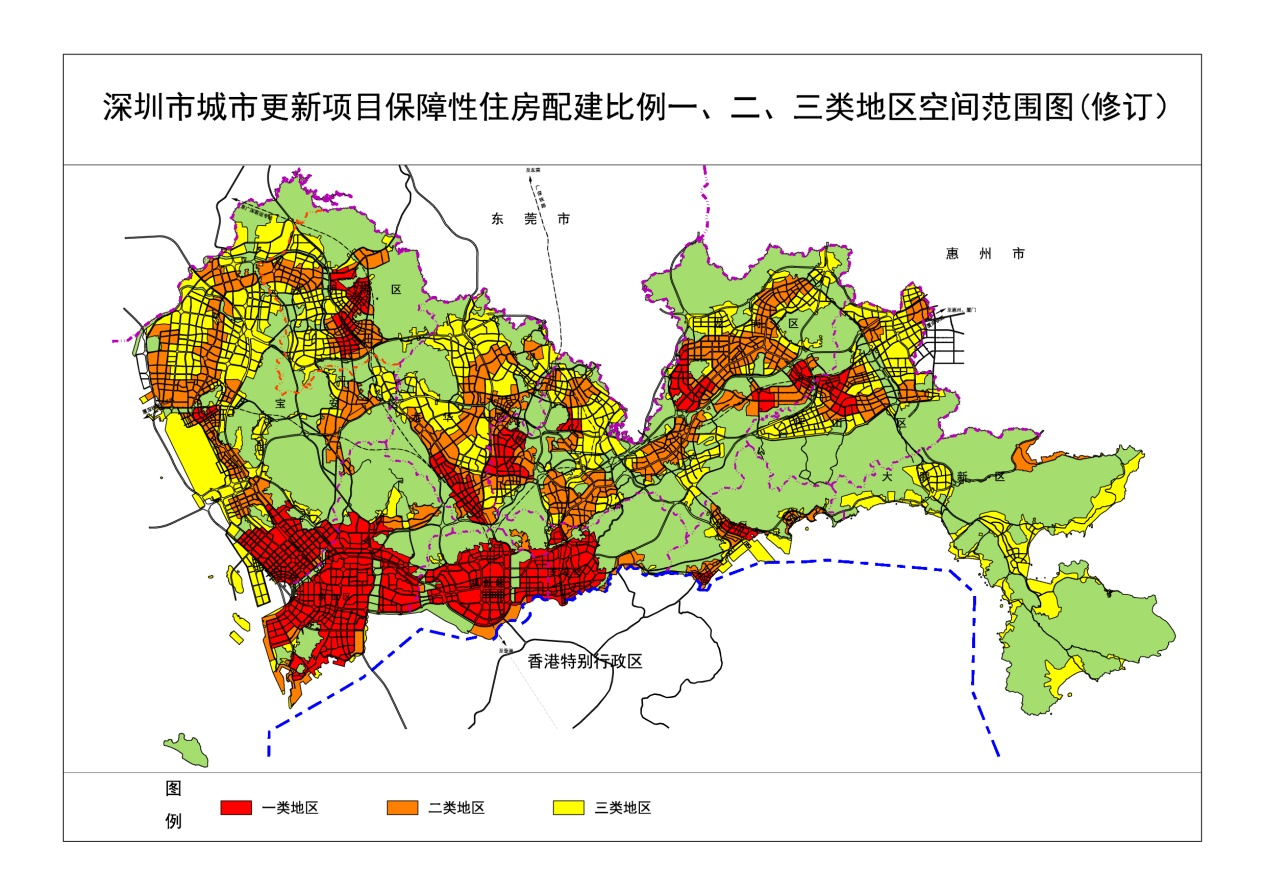 深圳市城市更新项目保障性住房配建比例一、二、三类地区空间范围图(修订)
至东莞
东 莞 市
惠 州 市
区
区
宝
区
大
新 区
香港特别行政区
图例
一类地区
二类地区
三类地区